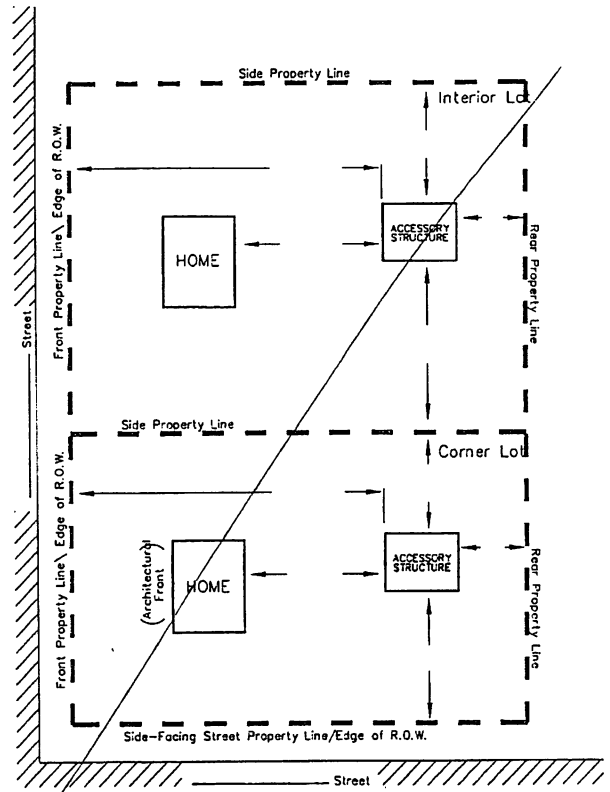 Side Property Line
Interior Lot
Front Property Line\ Edge of R.O.W.
ACCESSORY
STRUCTURE
HOME
Rear Property Line
Street
Side Property Line
Corner Lot
Front Property Line\ Edge of R.O.W.
(Architectural
Front)
HOME
ACCESSORY
STRUCTURE
Rear Property Line
Side-Facing Street Property Line/Edge of R.O.W.
Street